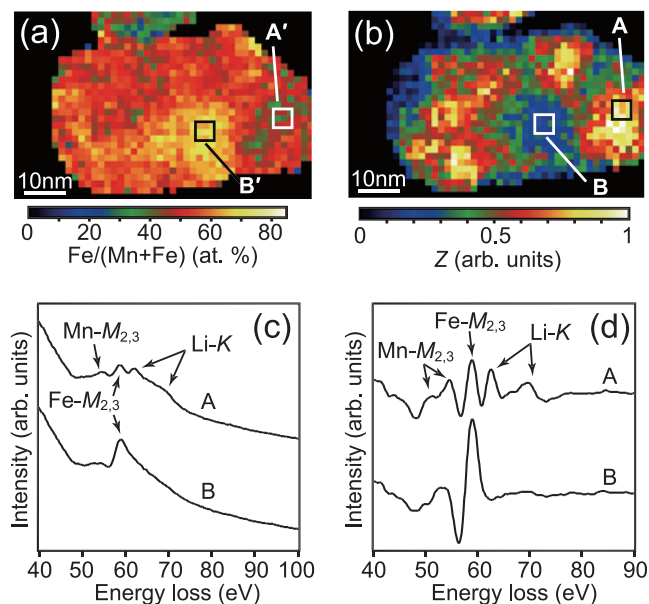 (a)
A′
B′
10nm
0 20 40 60 80
Fe/(Mn+Fe) (at. %)
(b)
A
B
10nm
0 0.5 1
Z (arb. units)
(c)
Mn-M2,3
Li-K
Fe-M2,3
A
B
Intensity (arb. units)
40 50 60 70 80 90 100
Energy loss (eV)
(d)
Fe-M2,3
Mn-M2,3
Li-K
A
B
Intensity (arb. units)
40 50 60 70 80 90
Energy loss (eV)